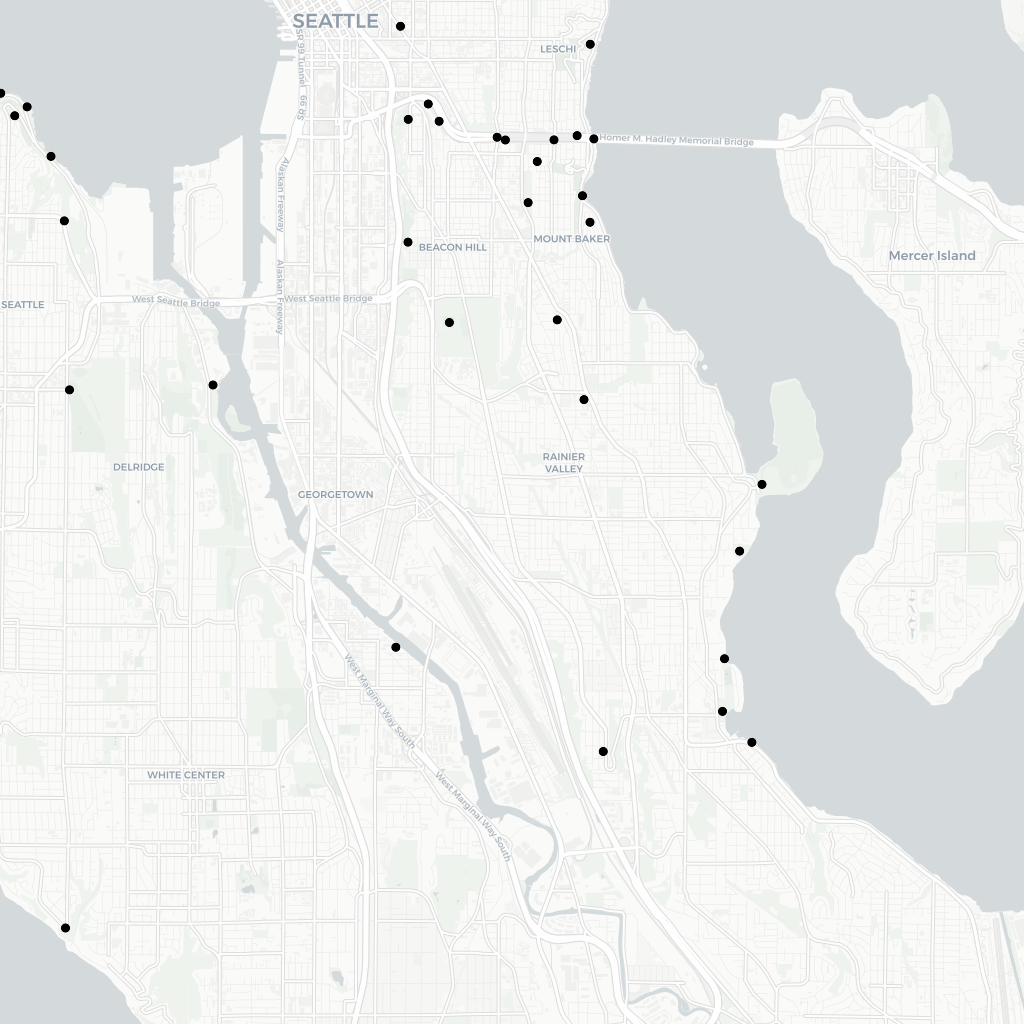 SEATTLE
LESCHI
SR 99 Tunnel
SR 99
Homer M. Hadley Memorial Bridge
Alaskan Freeway
MOUNT BAKER
BEACON HILL
Mercer Island
Alaskan Freeway
West Seattle Bridge
West Seattle Bridge
SEATTLE
RAINIER
VALLEY
DELRIDGE
GEORGETOWN
West Marginal Way South
WHITE CENTER
West Marginal Way South